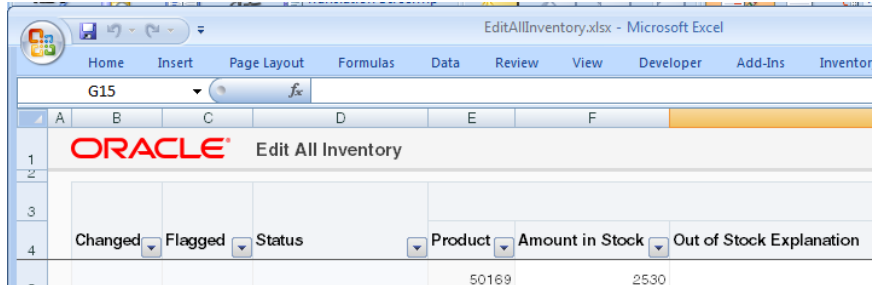 EditAllInventory.xlsx - Microsoft Excel
Home Insert Page Layout Formulas Data Review View Developer Add-Ins
G15 fx
A B C D E F
1 ORACLE® Edit All Inventory
2
3
4 Changed Flagged Status Product Amount in Stock Out of Stock Explanation
50169 2530